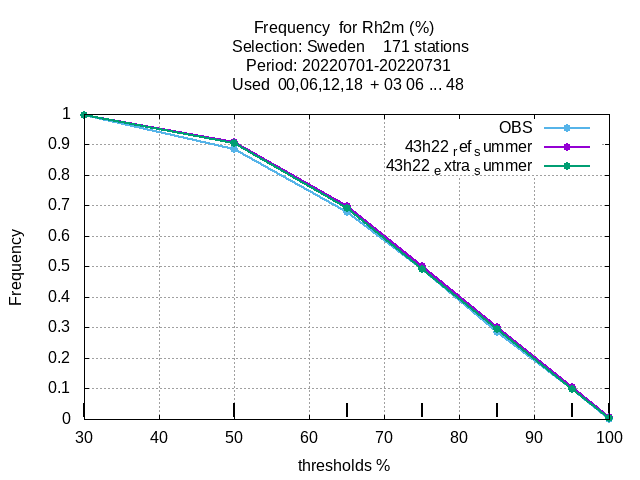 Frequency for Rh2m (%)
Selection: Sweden 171 stations
Period: 20220701-20220731
Used 00,06,12,18 + 03 06 ... 48
OBS
43h22 ref summer
43h22 extra summer
1
0.9
0.8
0.7
0.6
0.5
0.4
0.3
0.2
0.1
0
Frequency
30 40 50 60 70 80 90 100
thresholds %